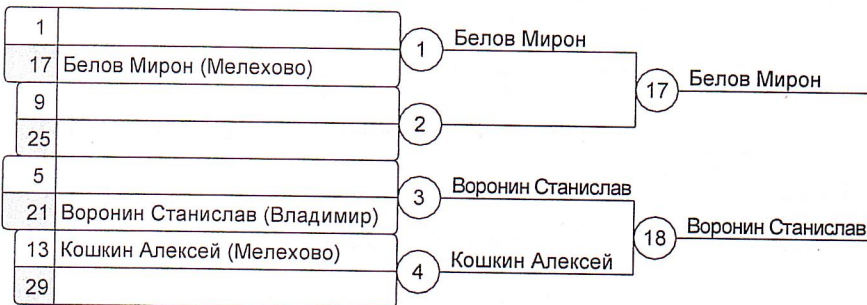 1
17 Белов Мирон (Мелехово)
9
25
5
21 Воронин Станислав (Владимир)
13 Кошкин Алексей (Мелехово)
29
1 Белов Мирон
2
3 Воронин Станислав
4 Кошкин Алексей
17 Белов Мирон
18 Воронин Станислав